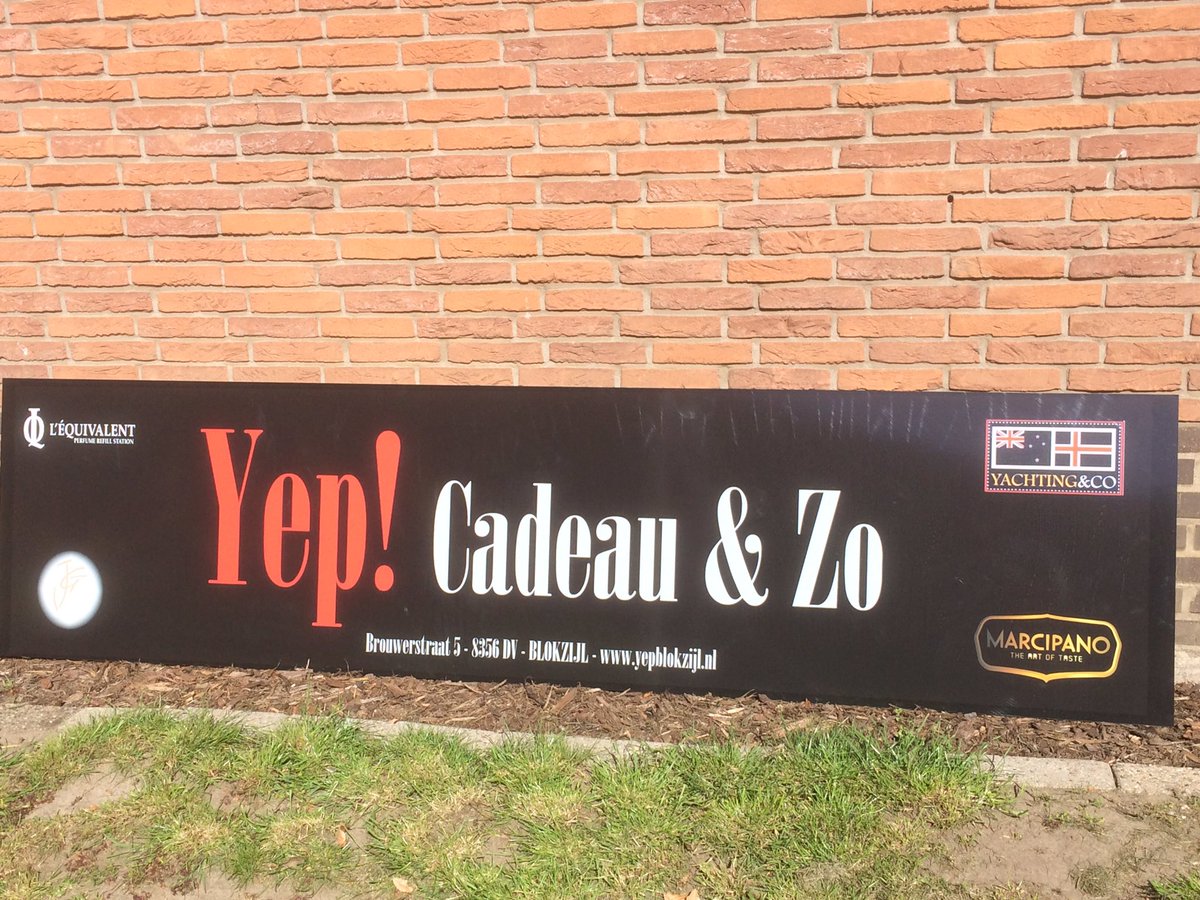 L'ÉQUIVALENT
PERFUME REFILL STATION
Yep! Cadeau & Zo
Brouwerstraat 5 - 8356 DV - BLOKZIJL - www.yepblokzijl.nl
YACHTING&CO
MARCIPANO
THE ART OF TASTE